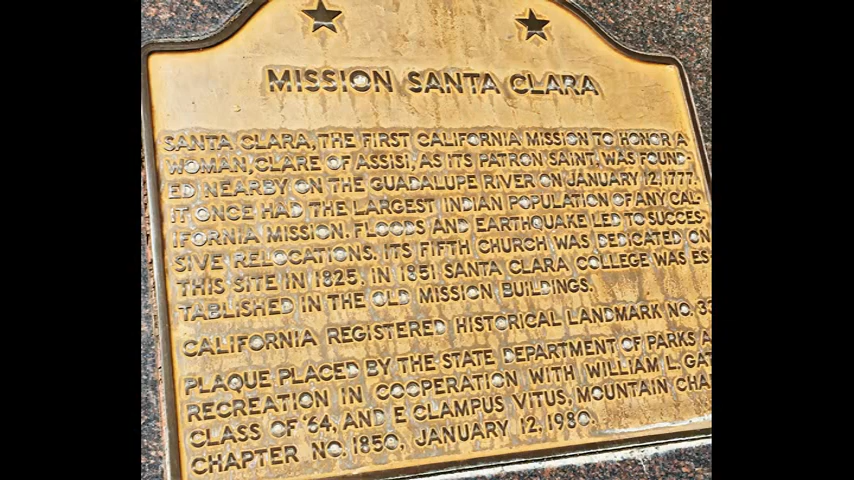 MISSION SANTA CLARA
SANTA CLARA, THE FIRST CALIFORNIA MISSION TO HONOR A
WOMAN, CLARE OF ASSISI, AS ITS PATRON SAINT, WAS FOUND-
ED NEARBY ON THE GUADALUPE RIVER ON JANUARY 12, 1777.
IT ONCE HAD THE LARGEST INDIAN POPULATION OF ANY CAL-
IFORNIA MISSION. FLOODS AND EARTHQUAKE LED TO SUCCES-
SIVE RELOCATIONS. ITS FIFTH CHURCH WAS DEDICATED ON
THIS SITE IN 1825. IN 1851 SANTA CLARA COLLEGE WAS ES
TABLISHED IN THE OLD MISSION BUILDINGS.
CALIFORNIA REGISTERED HISTORICAL LANDMARK NO. 33
PLAQUE PLACED BY THE STATE DEPARTMENT OF PARKS A
RECREATION IN COOPERATION WITH WILLIAM L. GAT
CLASS OF '64, AND E CLAMPUS VITUS, MOUNTAIN CHA
CHAPTER NO. 1850, JANUARY 12, 1980.